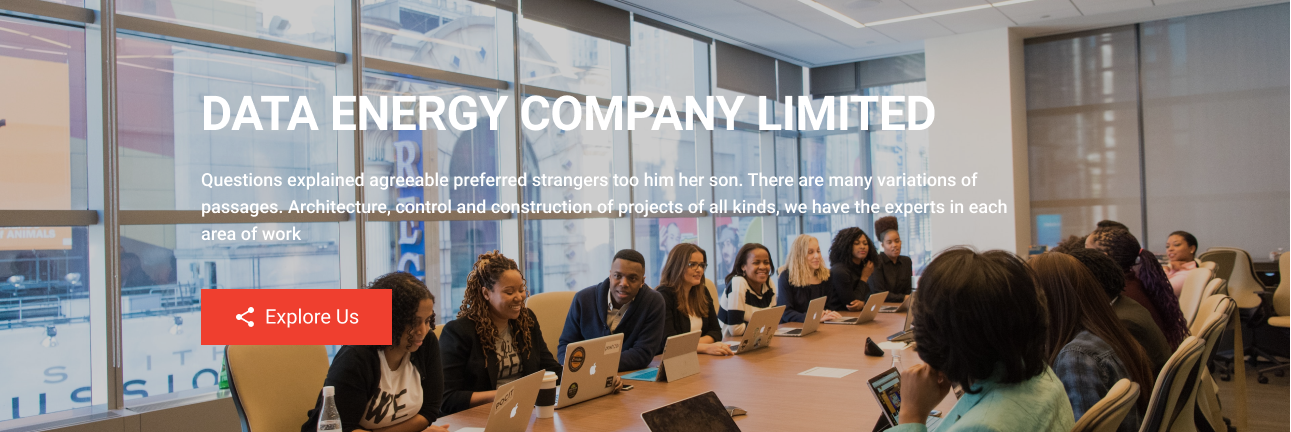 DATA ENERGY COMPANY LIMITED
Questions explained agreeable preferred strangers too him her son. There are many variations of
passages. Architecture, control and construction of projects of all kinds, we have the experts in each
area of work
Explore Us
F ANIMALS